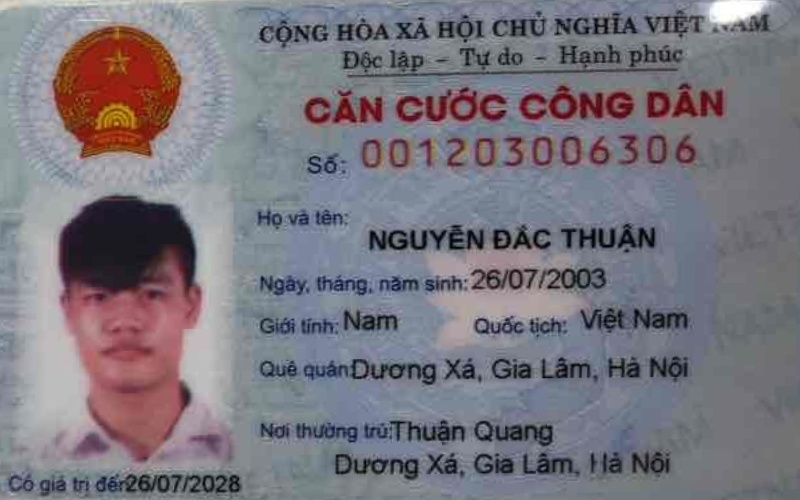 CỘNG HÒA XÃ HỘI CHỦ NGHĨA VIỆT NAM
Độc lập – Tự do – Hạnh phúc
CĂN CƯỚC CÔNG DÂN
Số: 001203006306
Họ và tên:
NGUYỄN ĐẮC THUẬN
Ngày, tháng, năm sinh: 26/07/2003
Giới tính: Nam Quốc tịch: Việt Nam
Quê quán: Dương Xá, Gia Lâm, Hà Nội
Nơi thường trú: Thuận Quang
Dương Xá, Gia Lâm, Hà Nội
Có giá trị đến 26/07/2028